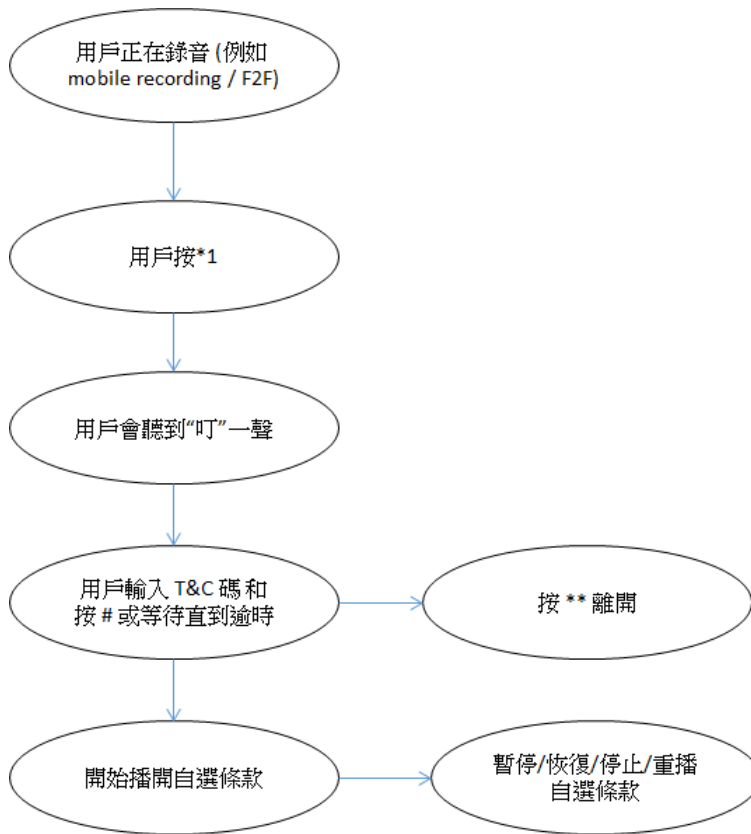 用戶正在錄音 (例如
mobile recording / F2F)
用戶按*1
用戶會聽到“叮”一聲
用戶輸入 T&C 碼 和
按 # 或等待直到逾時
按 ** 離開
開始播開自選條款
暫停/恢復/停止/重播
自選條款